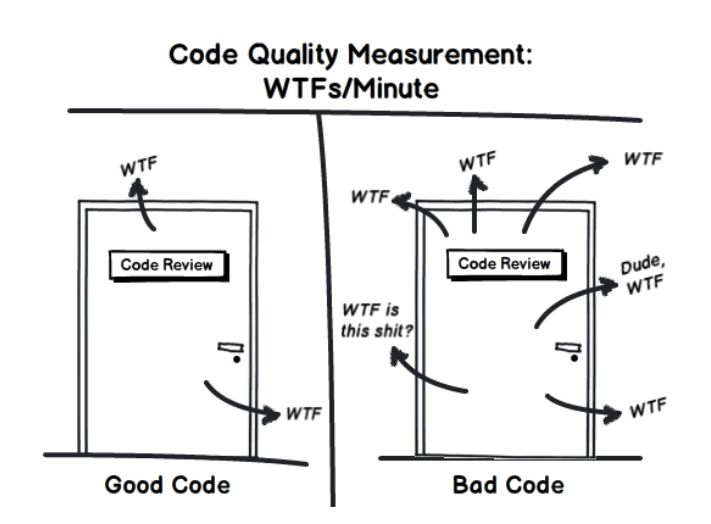 Code Quality Measurement:
WTFs/Minute
WTF
Code Review
WTF
Good Code
WTF
WTF
WTF
Code Review
Dude,
WTF
WTF is
this shit?
WTF
Bad Code